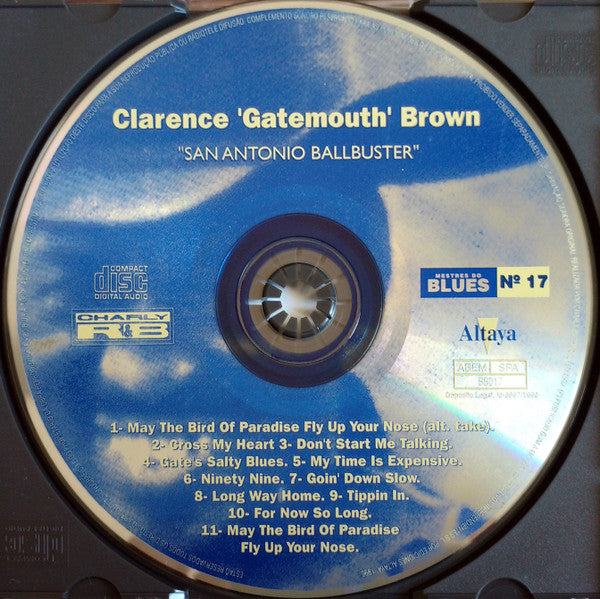 Clarence 'Gatemouth' Brown
"SAN ANTONIO BALLBUSTER"
COMPACT
disc
DIGITAL AUDIO
CHARLY
R&B
MESTRES DO
BLUES
Nº 17
Altaya
SPA
1- May The Bird Of Paradise Fly Up Your Nose (alt. take).
2- Cross My Heart 3- Don't Start Me Talking.
4- Gate's Salty Blues. 5- My Time Is Expensive.
6- Ninety Nine. 7- Goin' Down Slow.
8- Long Way Home. 9- Tippin In.
10- For Now So Long.
11- May The Bird Of Paradise
Fly Up Your Nose.